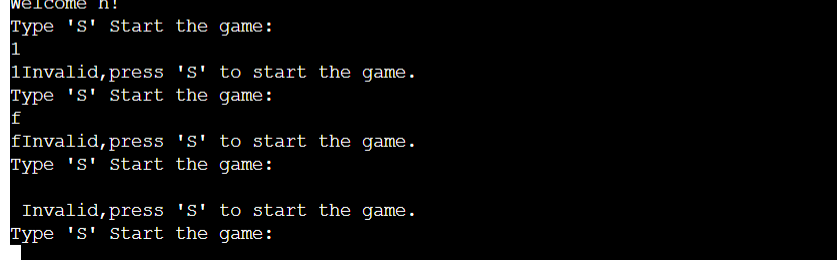 Welcome h!
Type 'S' Start the game:
1
1Invalid,press 'S' to start the game.
Type 'S' Start the game:
f
fInvalid,press 'S' to start the game.
Type 'S' Start the game:
Invalid,press 'S' to start the game.
Type 'S' Start the game: